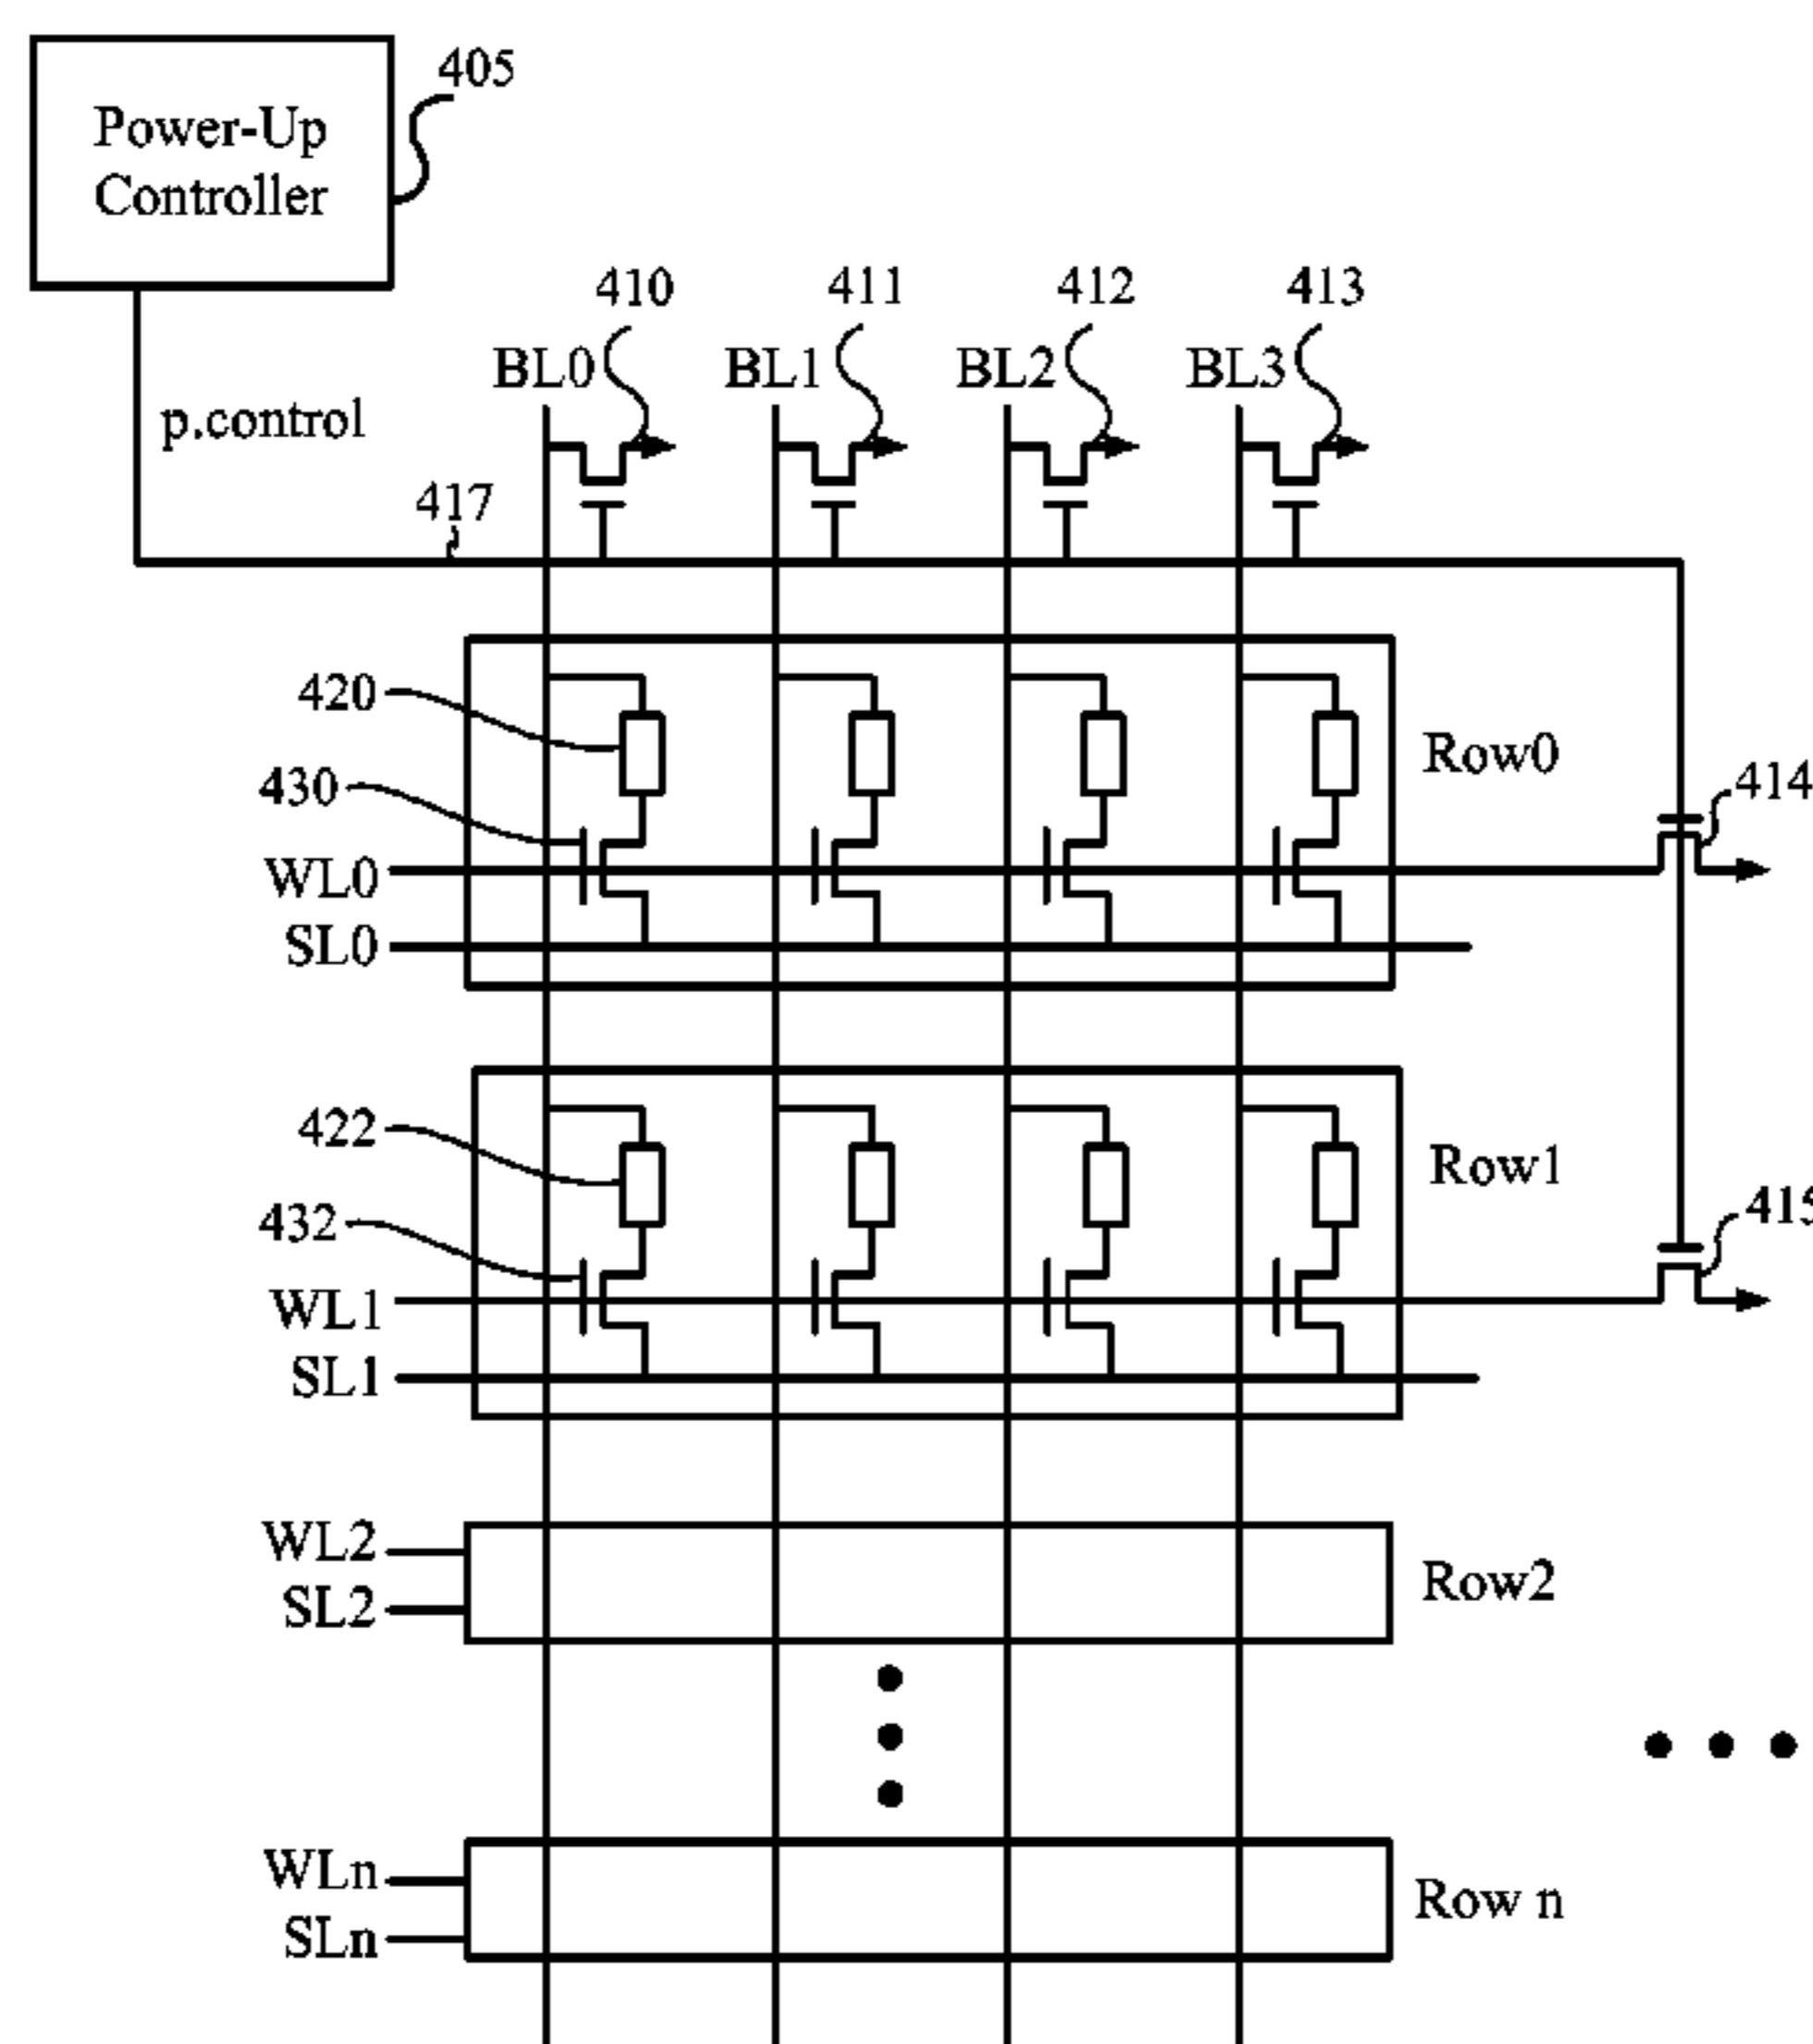 405
Power-Up
Controller
410
411
412
413
BL0
BL1
BL2
BL3
p.control
417
420
Row0
430
414
WL0
SL0
422
Row1
432
415
WL1
SL1
WL2
Row2
SL2
WLn
Row n
SLn